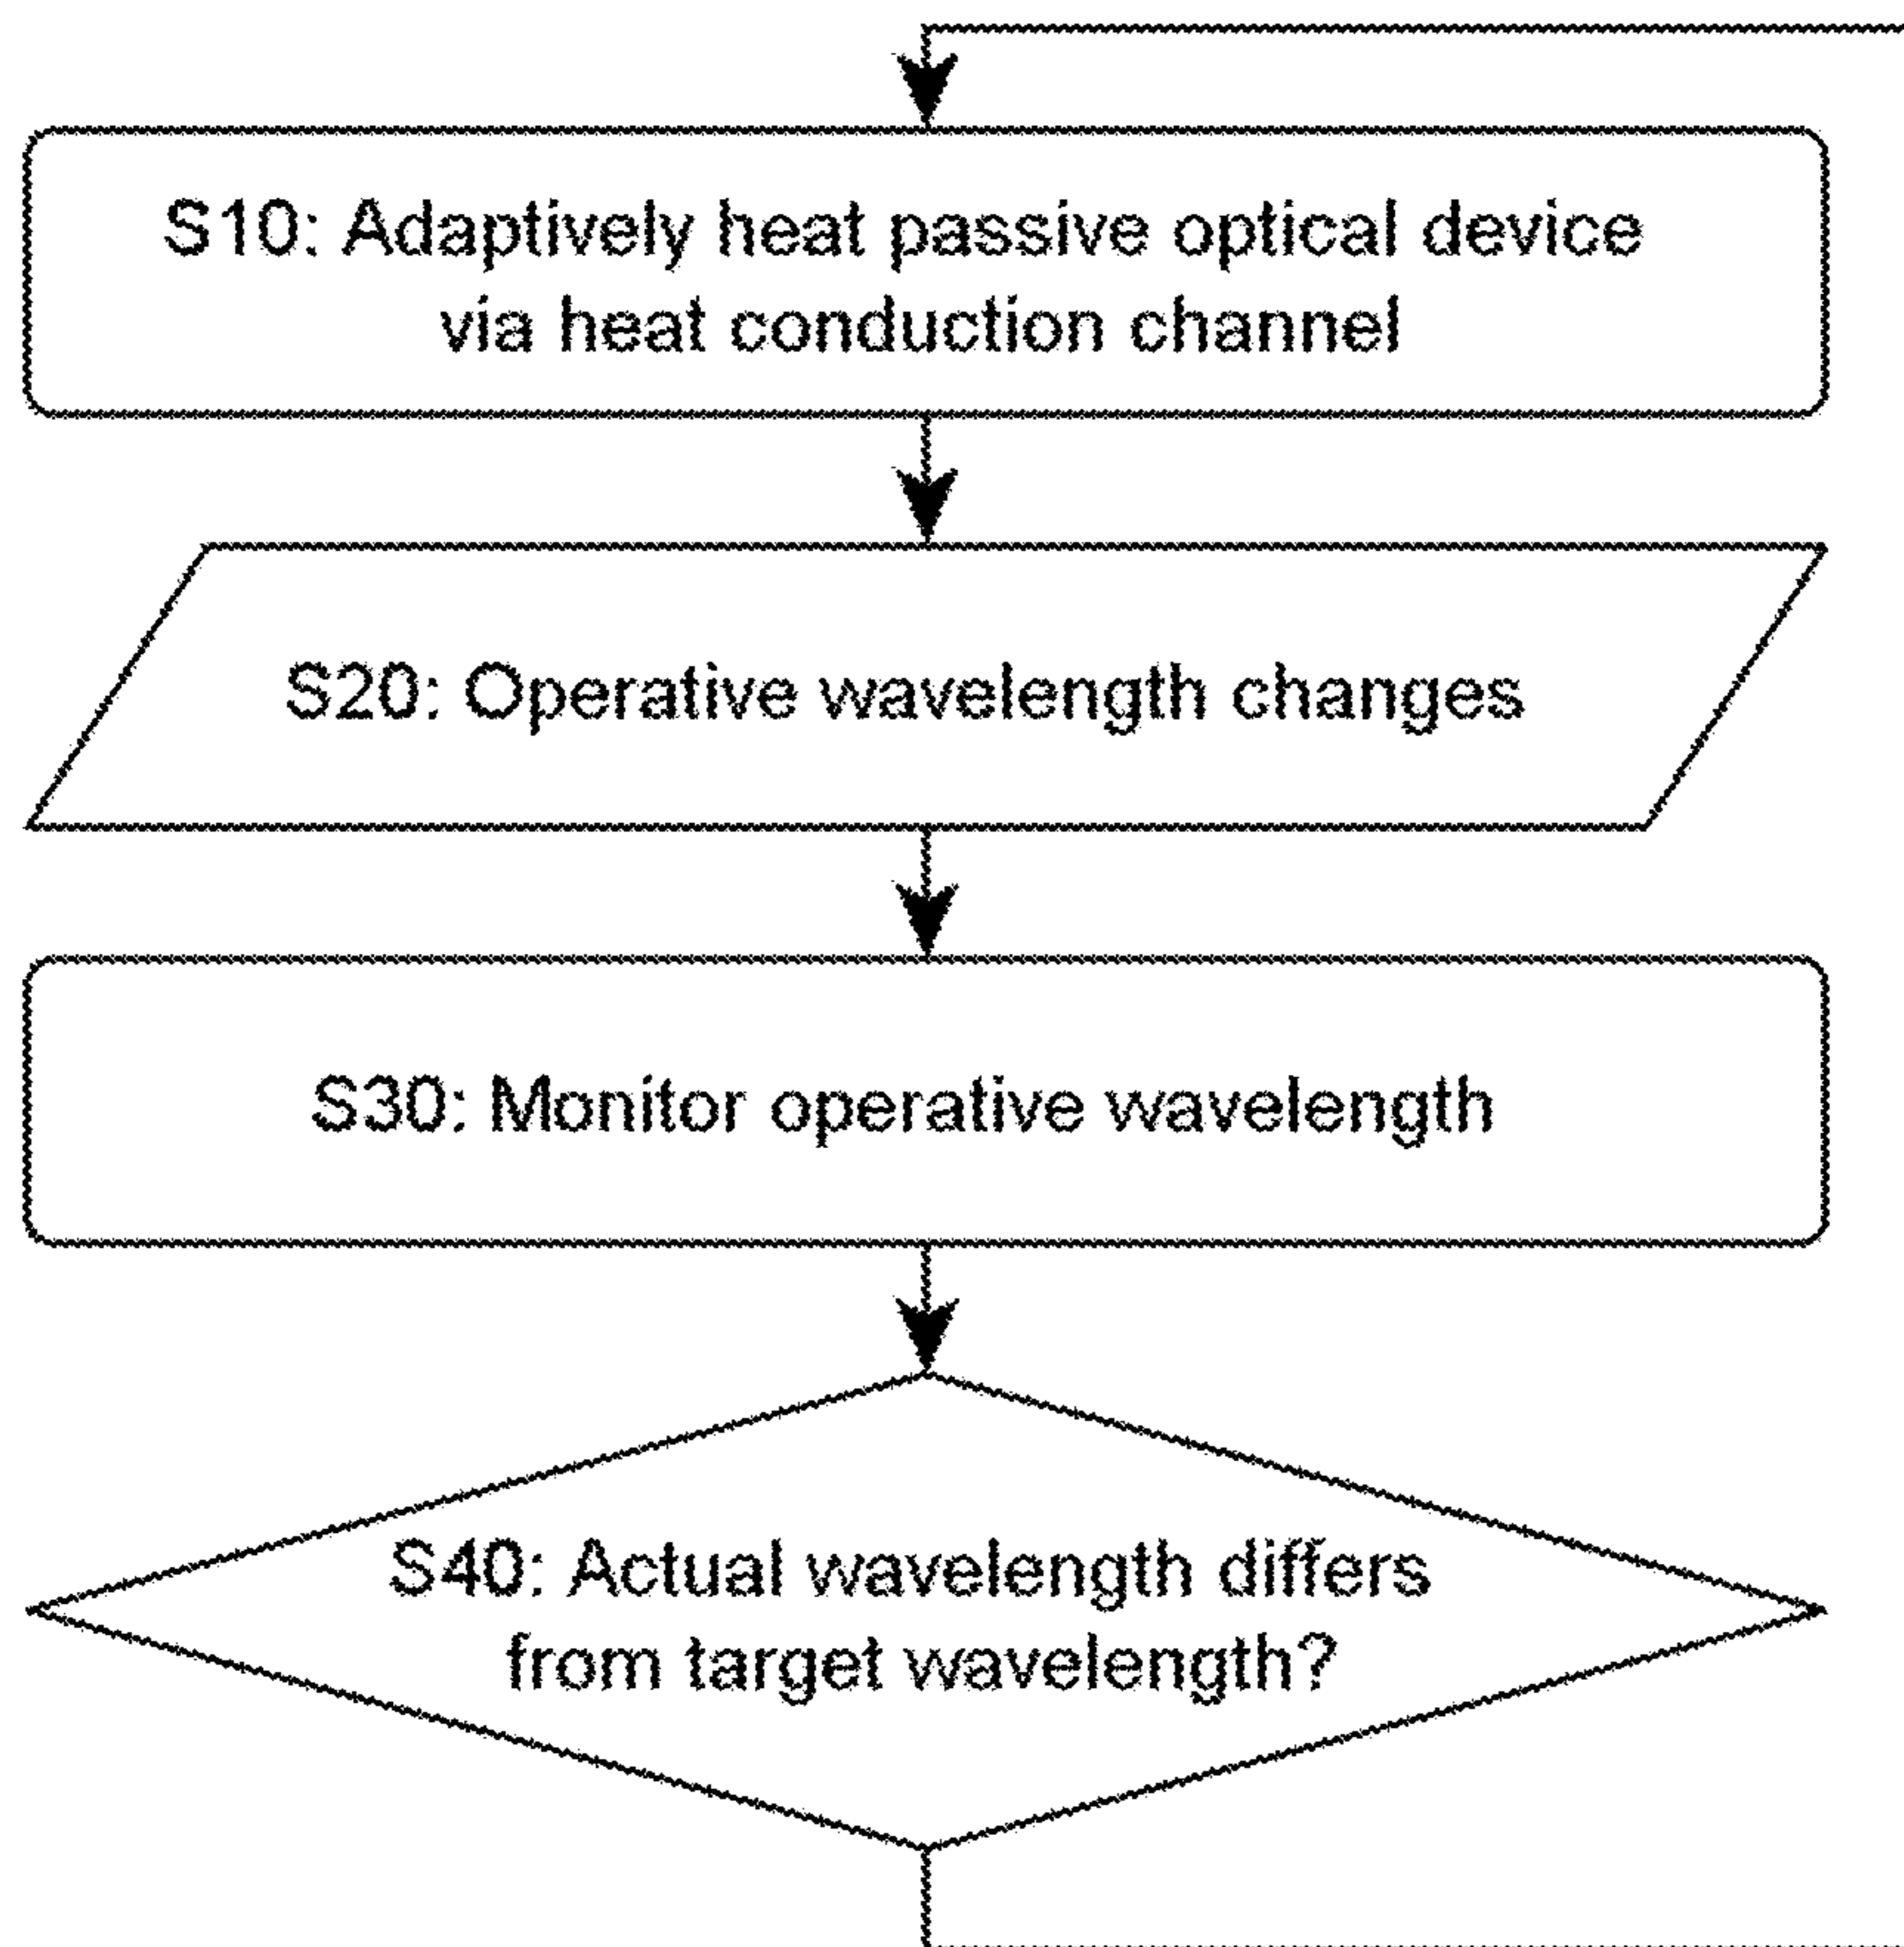 S10: Adaptively heat passive optical device
via heat conduction channel
S20: Operative wavelength changes
S30: Monitor operative wavelength
S40: Actual wavelength differs
from target wavelength?